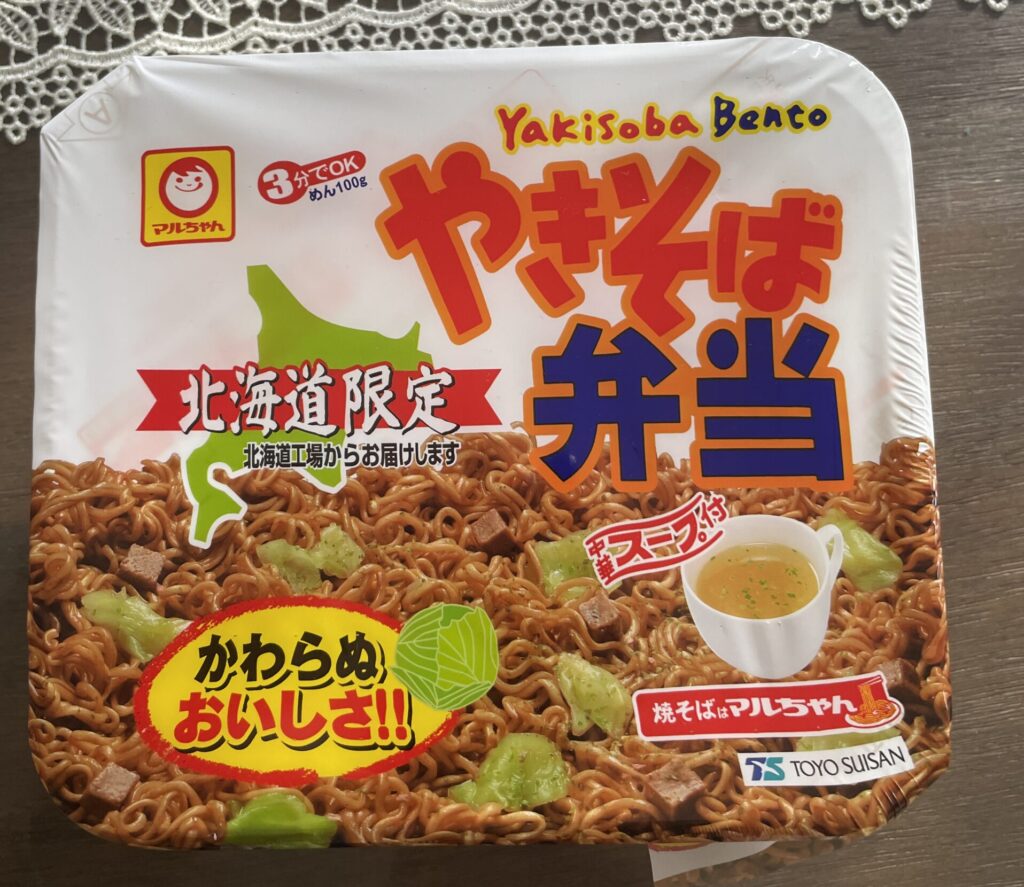 Yakisoba Bento
マルちゃん
3分でOK
めん100g
やきそば
弁当
北海道限定
北海道工場からお届けします
中華スープ付
かわらぬ
おいしさ!!
焼そばはマルちゃん
TS TOYO SUISAN
A